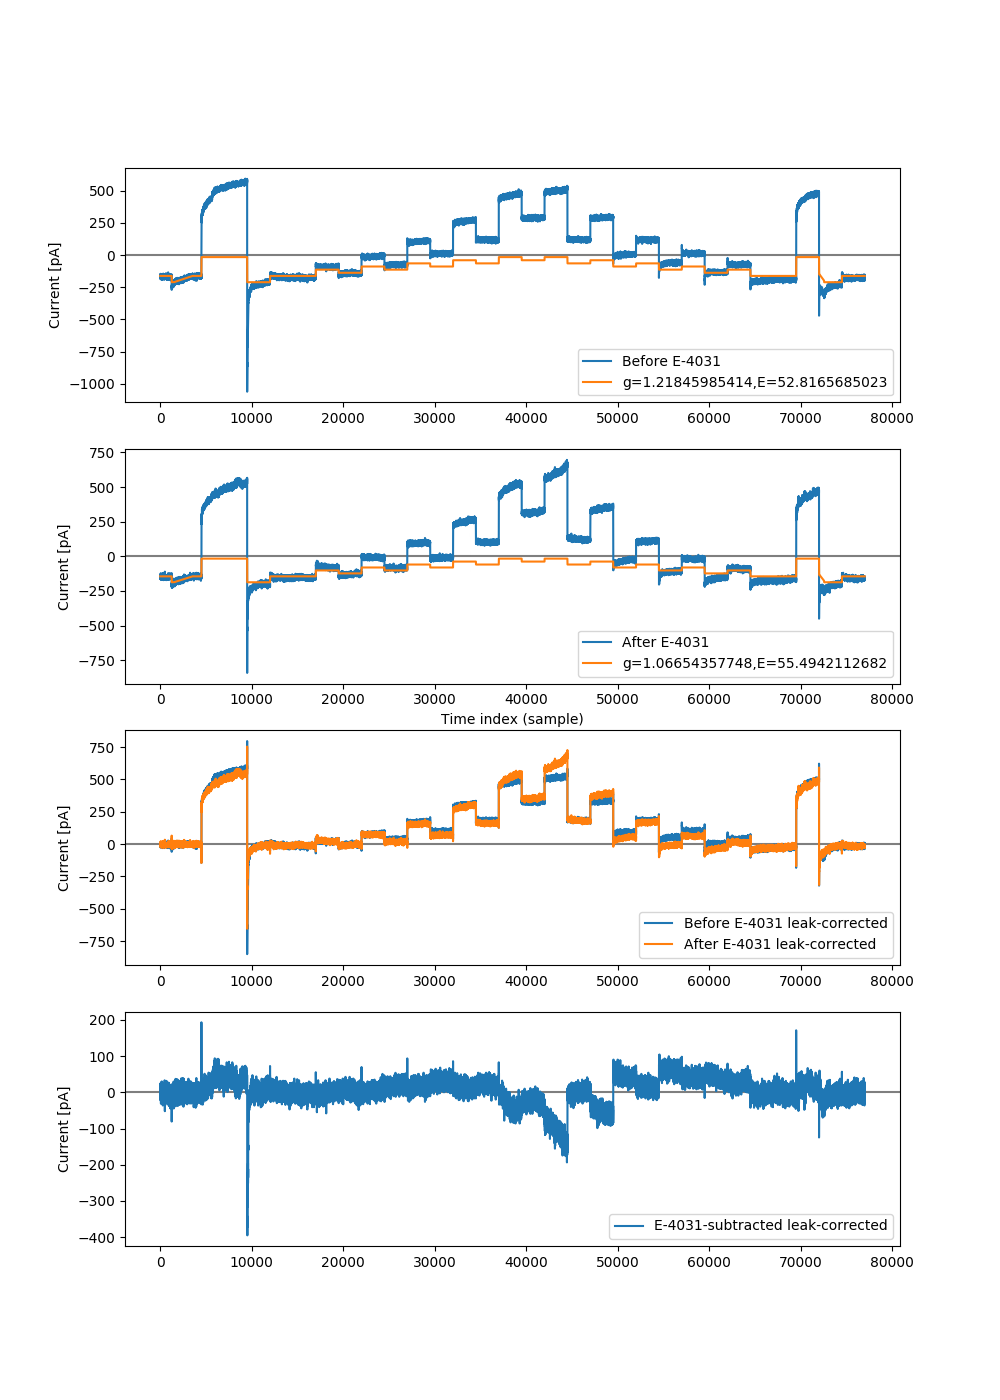 500
250
0
−250
−500
−750
−1000
Current [pA]
Before E-4031
g=1.21845985414,E=52.8165685023
0 10000 20000 30000 40000 50000 60000 70000 80000
750
500
250
0
−250
−500
−750
Current [pA]
After E-4031
g=1.06654357748,E=55.4942112682
0 10000 20000 30000 40000 50000 60000 70000 80000
Time index (sample)
750
500
250
0
−250
−500
−750
Current [pA]
Before E-4031 leak-corrected
After E-4031 leak-corrected
0 10000 20000 30000 40000 50000 60000 70000 80000
200
100
0
−100
−200
−300
−400
Current [pA]
E-4031-subtracted leak-corrected
0 10000 20000 30000 40000 50000 60000 70000 80000